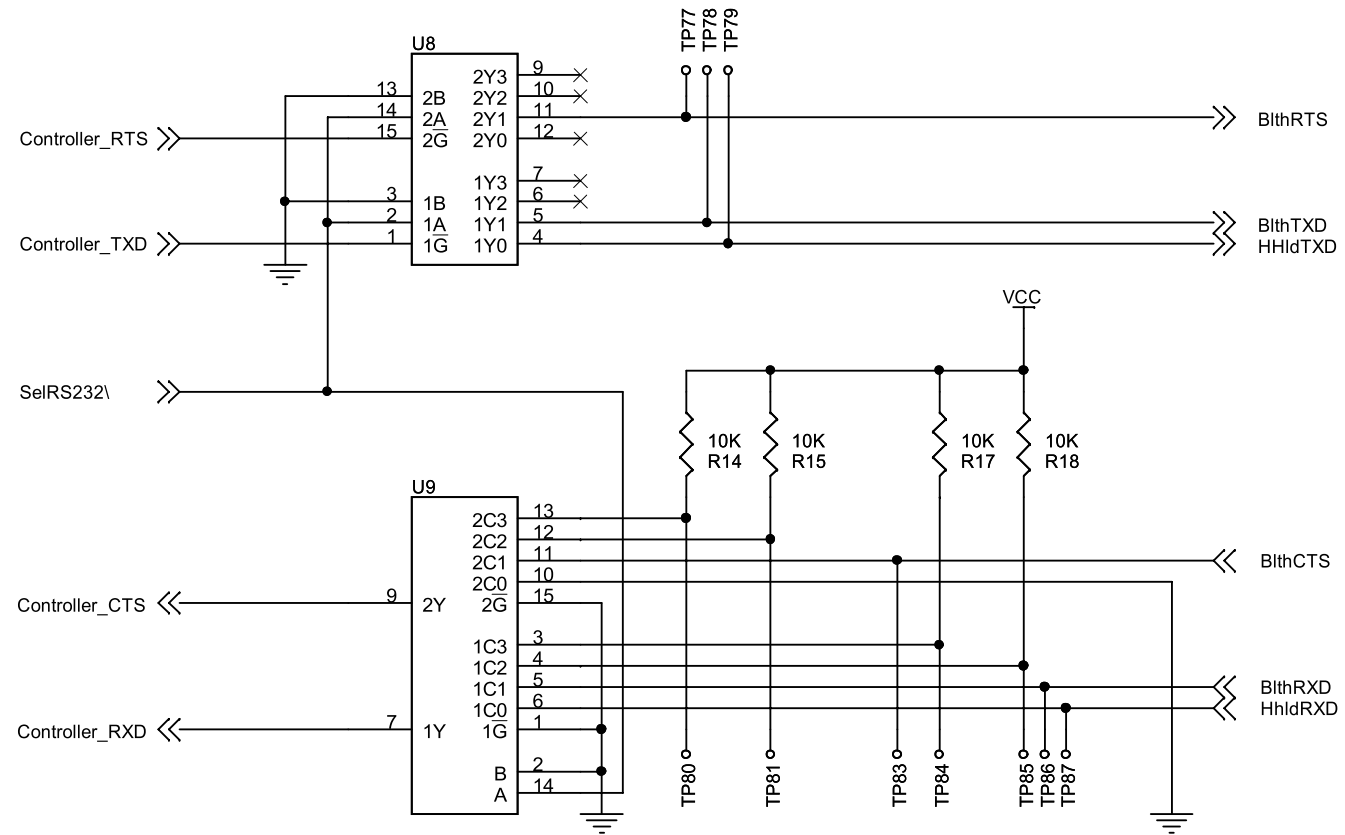 TP77 TP78 TP79
U8
2Y3 9
13 2B 2Y2 10
14 2A 2Y1 11 BlthRTS
Controller_RTS 15 2G 2Y0 12
1Y3 7
3 1B 1Y2 6
2 1A 1Y1 5 BlthTXD
Controller_TXD 1 1G 1Y0 4 HHldTXD
VCC
SelRS232\
10K 10K 10K 10K
R14 R15 R17 R18
U9
2C3 13
2C2 12
2C1 11 BlthCTS
2C0 10
Controller_CTS 9 2Y 2G 15
1C3 3
1C2 4
1C1 5 BlthRXD
1C0 6 HhldRXD
Controller_RXD 7 1Y 1G 1
B 2
A 14
TP80 TP81 TP83 TP84 TP85 TP86 TP87